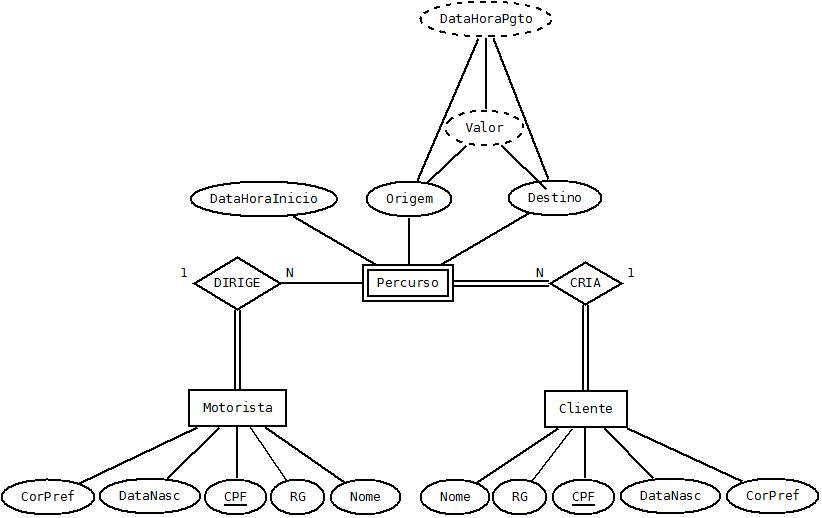 DataHoraPgto
Valor
DataHoraInicio
Origem
Destino
1
DIRIGE
N
Percurso
N
CRIA
1
Motorista
Cliente
CorPref
DataNasc
CPF
RG
Nome
Nome
RG
CPF
DataNasc
CorPref